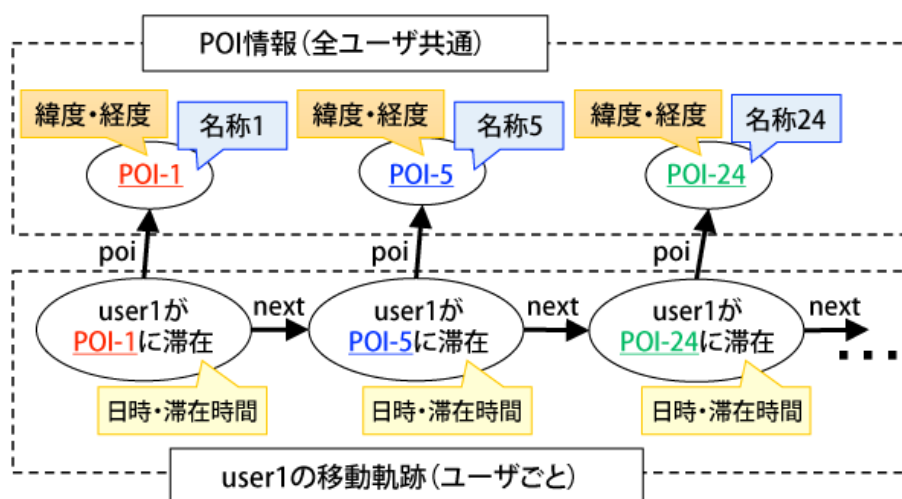 POI情報（全ユーザ共通）
緯度・経度
名称1
緯度・経度
名称5
緯度・経度
名称24
POI-1
POI-5
POI-24
poi
poi
poi
user1が
POI-1に滞在
next
user1が
POI-5に滞在
next
user1が
POI-24に滞在
next
...
日時・滞在時間
日時・滞在時間
日時・滞在時間
user1の移動軌跡（ユーザごと）